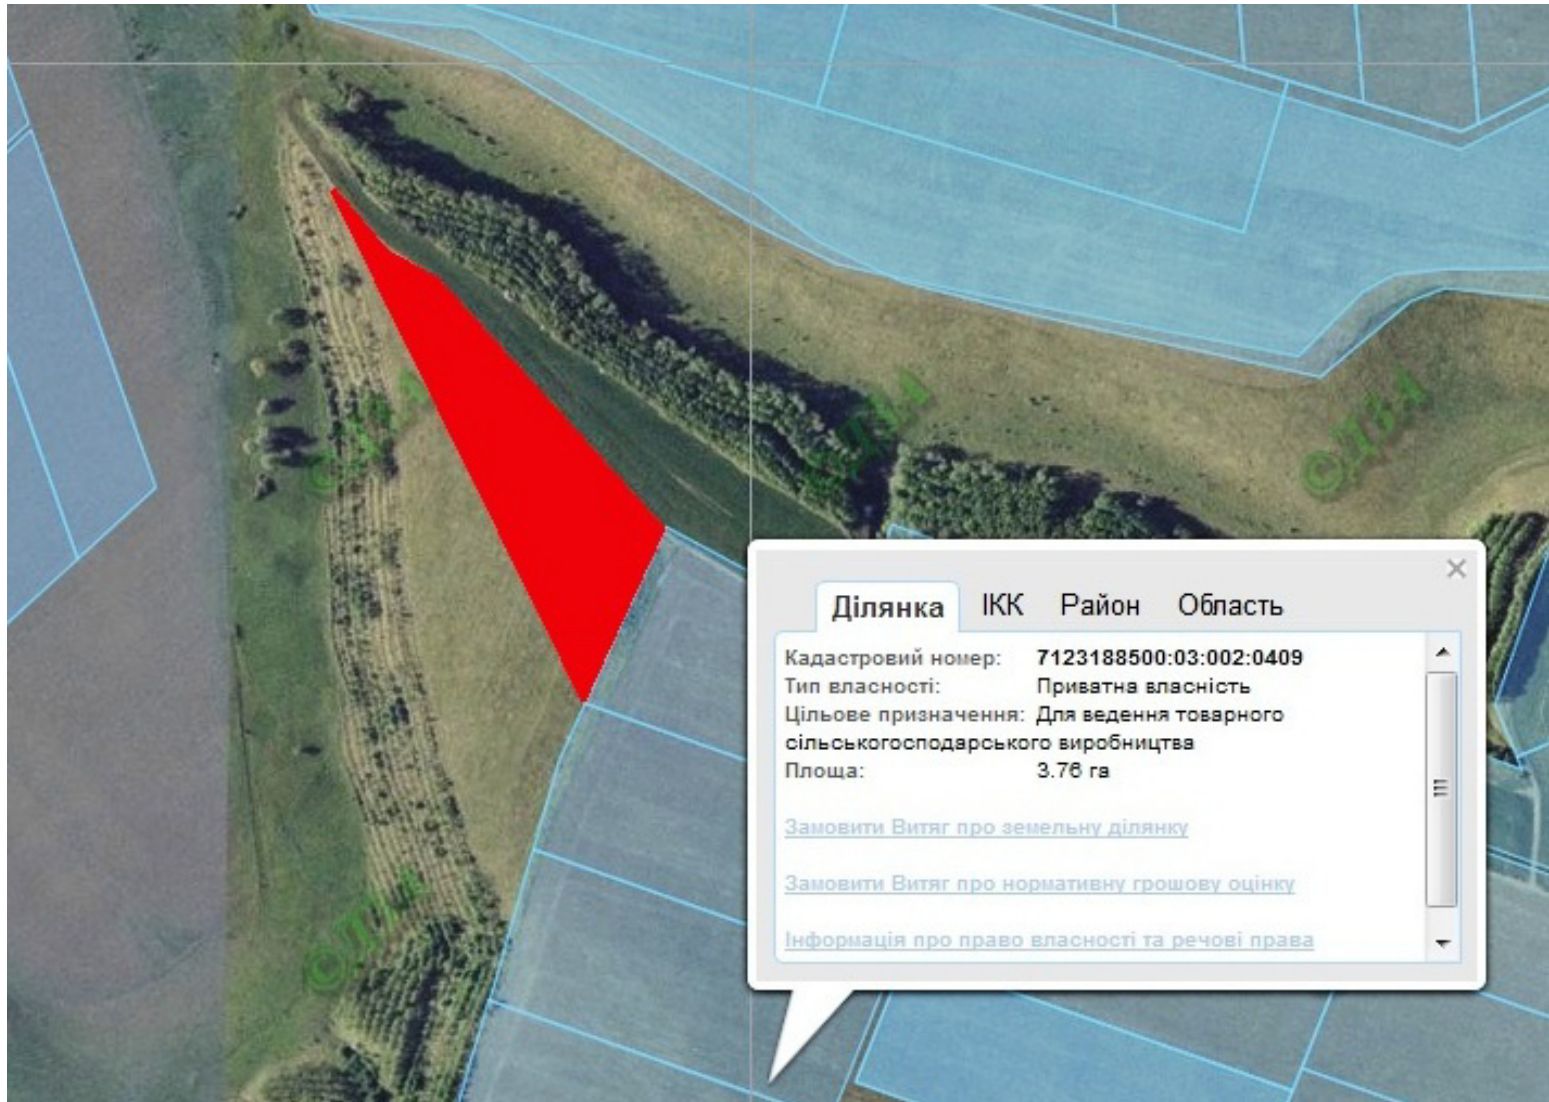 Ділянка ІКК Район Область
Кадастровий номер: 7123188500:03:002:0409
Тип власності: Приватна власність
Цільове призначення: Для ведення товарного
сільськогосподарського виробництва
Площа: 3.76 га
Замовити Витяг про земельну ділянку
Замовити Витяг про нормативну грошову оцінку
Інформація про право власності та речові права